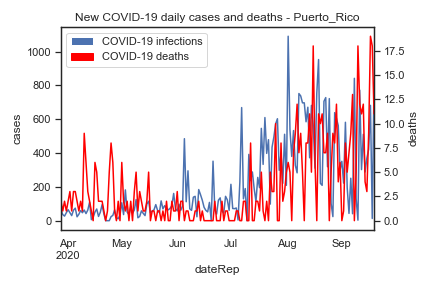 New COVID-19 daily cases and deaths - Puerto_Rico
COVID-19 infections
COVID-19 deaths
cases
1000
800
600
400
200
0
deaths
17.5
15.0
12.5
10.0
7.5
5.0
2.5
0.0
Apr May Jun Jul Aug Sep
2020
dateRep